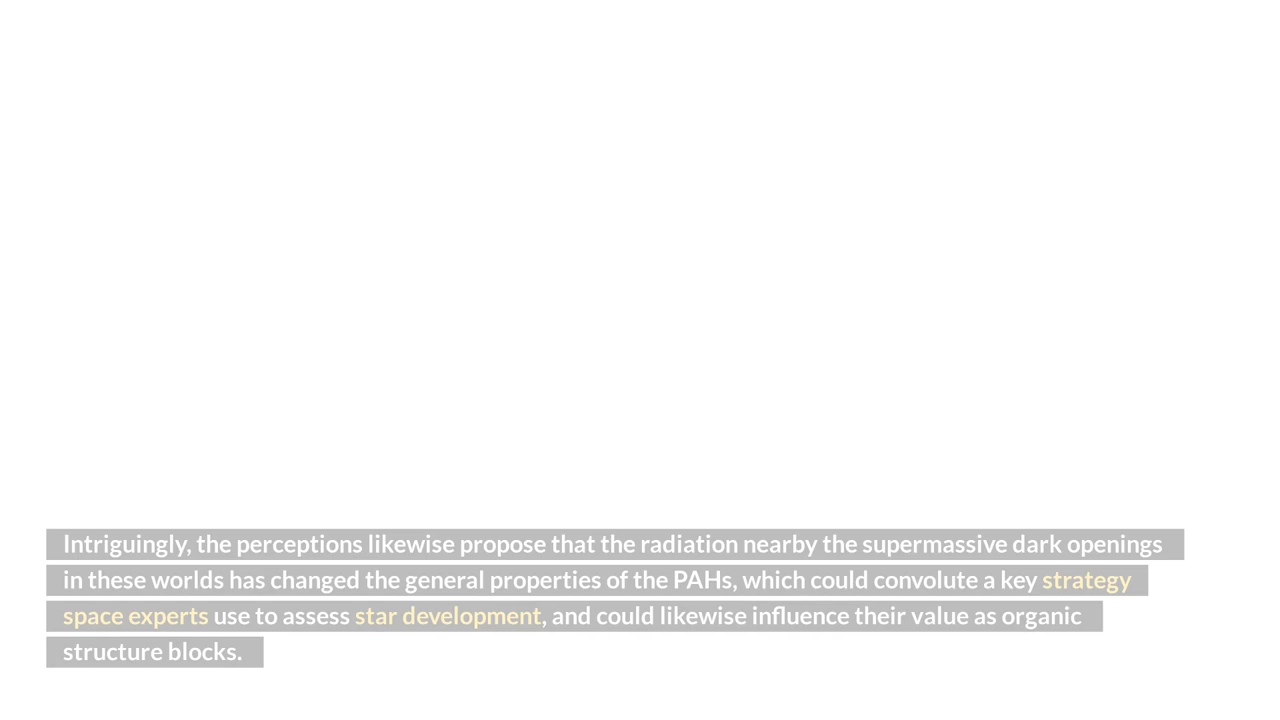 Intriguingly, the perceptions likewise propose that the radiation nearby the supermassive dark openings
in these worlds has changed the general properties of the PAHs, which could convolute a key strategy
space experts use to assess star development, and could likewise influence their value as organic
structure blocks.